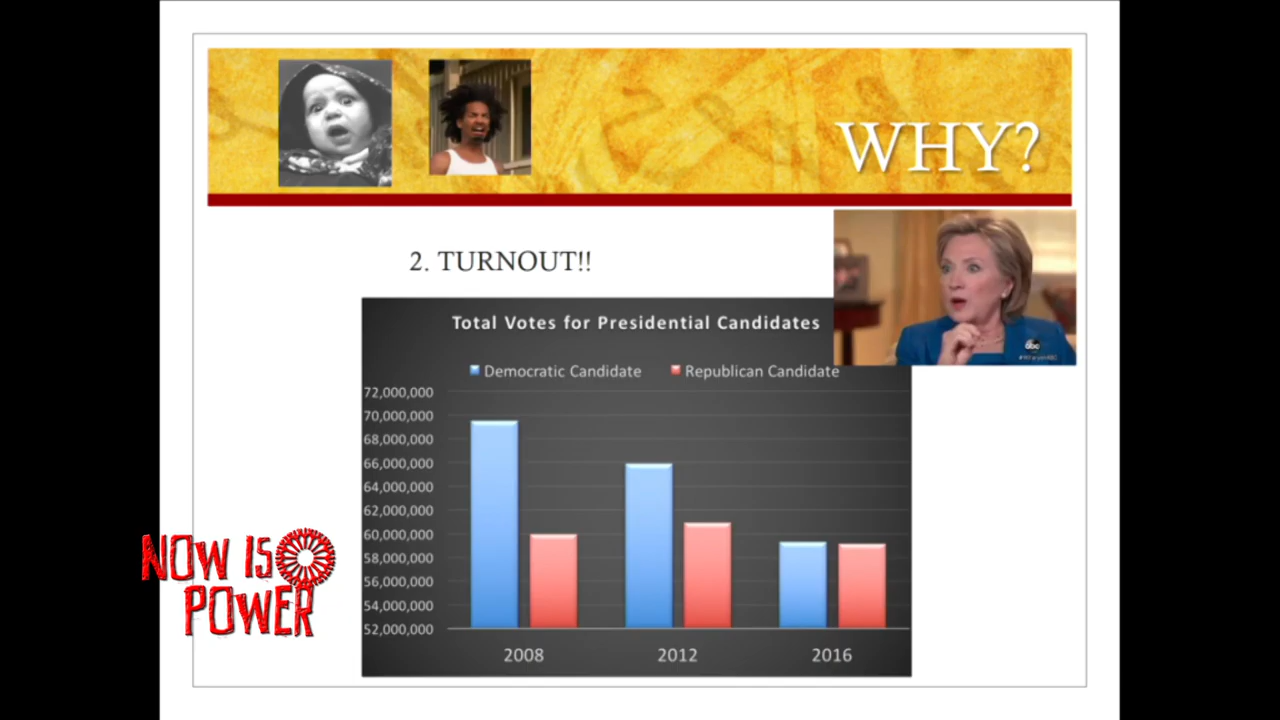 WHY?
2. TURNOUT!!
abc
Total Votes for Presidential Candidates
Democratic Candidate Republican Candidate
72,000,000
70,000,000
68,000,000
66,000,000
64,000,000
62,000,000
60,000,000
58,000,000
56,000,000
54,000,000
52,000,000
2008 2012 2016
NOW IS
POWER